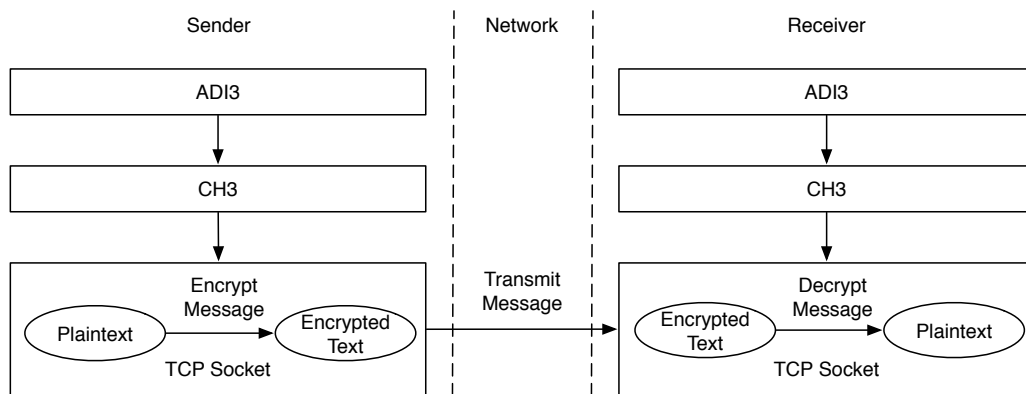 Sender
Network
Receiver
ADI3
ADI3
CH3
CH3
Encrypt
Message
Plaintext
Encrypted
Text
TCP Socket
Transmit
Message
Decrypt
Message
Encrypted
Text
Plaintext
TCP Socket